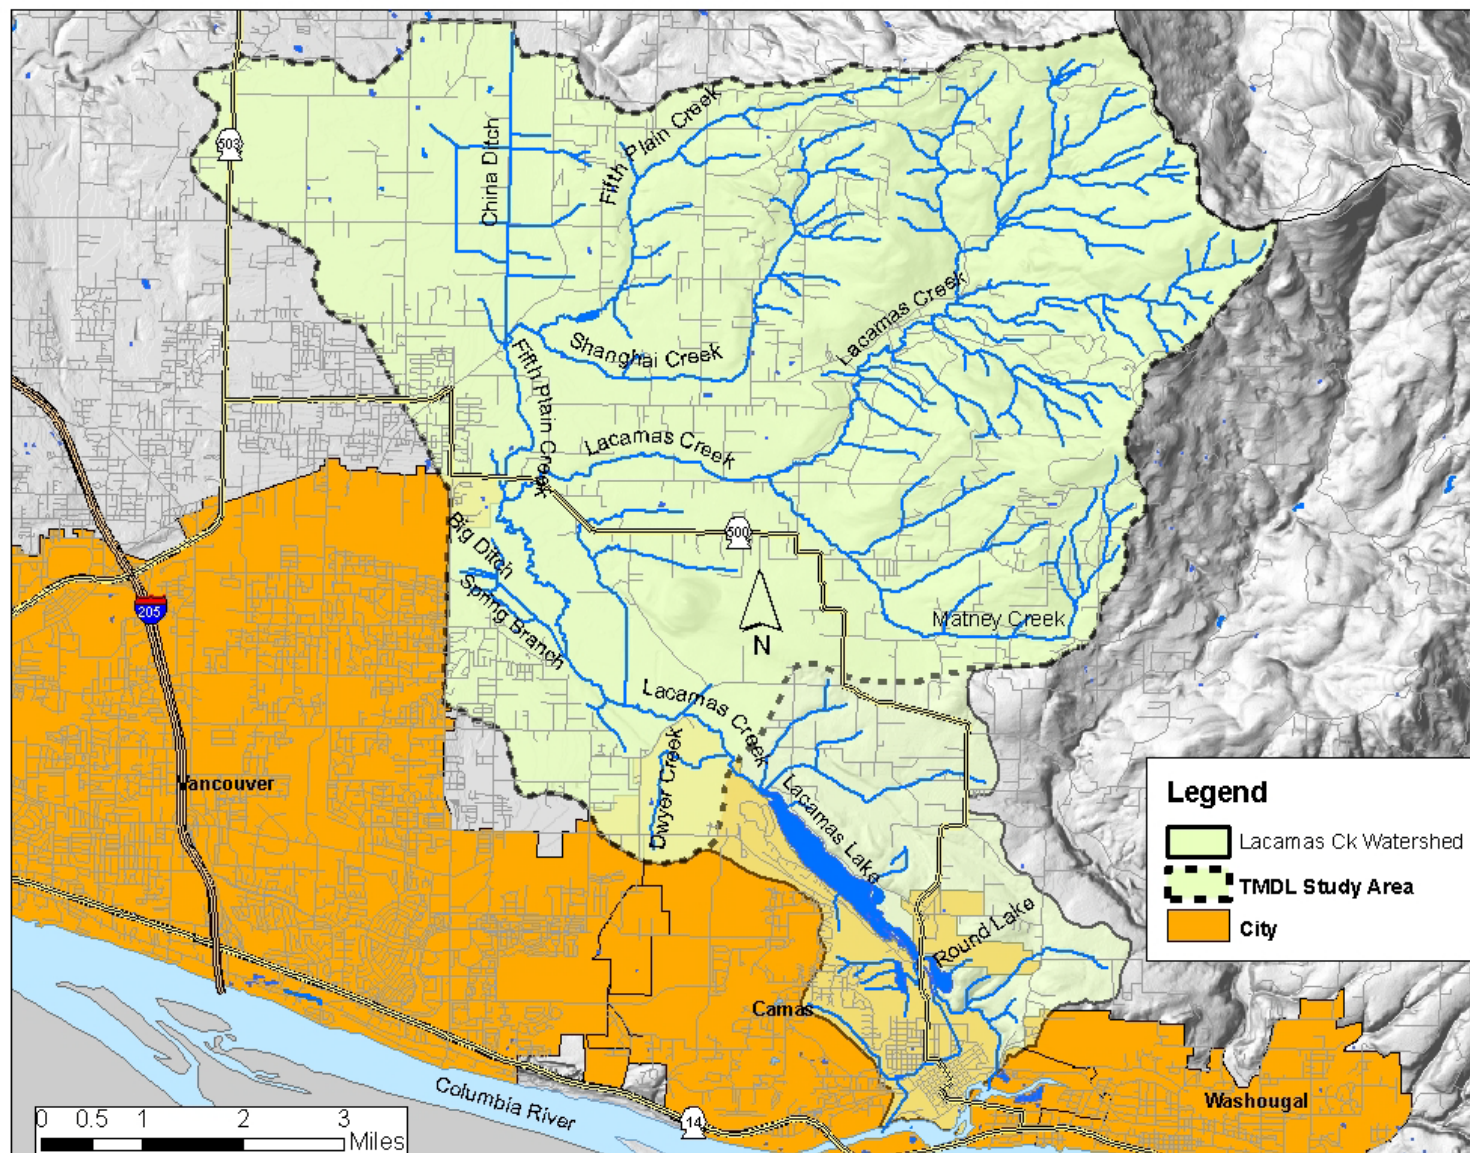 503
China Ditch
Fifth Plain Creek
Lacamas Creek
Shanghai Creek
Fifth Plain Creek
Lacamas Creek
500
Big Ditch
Spring Branch
205
N
Matney Creek
Lacamas Creek
Dwyer Creek
Vancouver
Lacamas Lake
Round Lake
Camas
Columbia River
14
Washougal
Legend
Lacamas Ck Watershed
TMDL Study Area
City
0 0.5 1 2 3
Miles